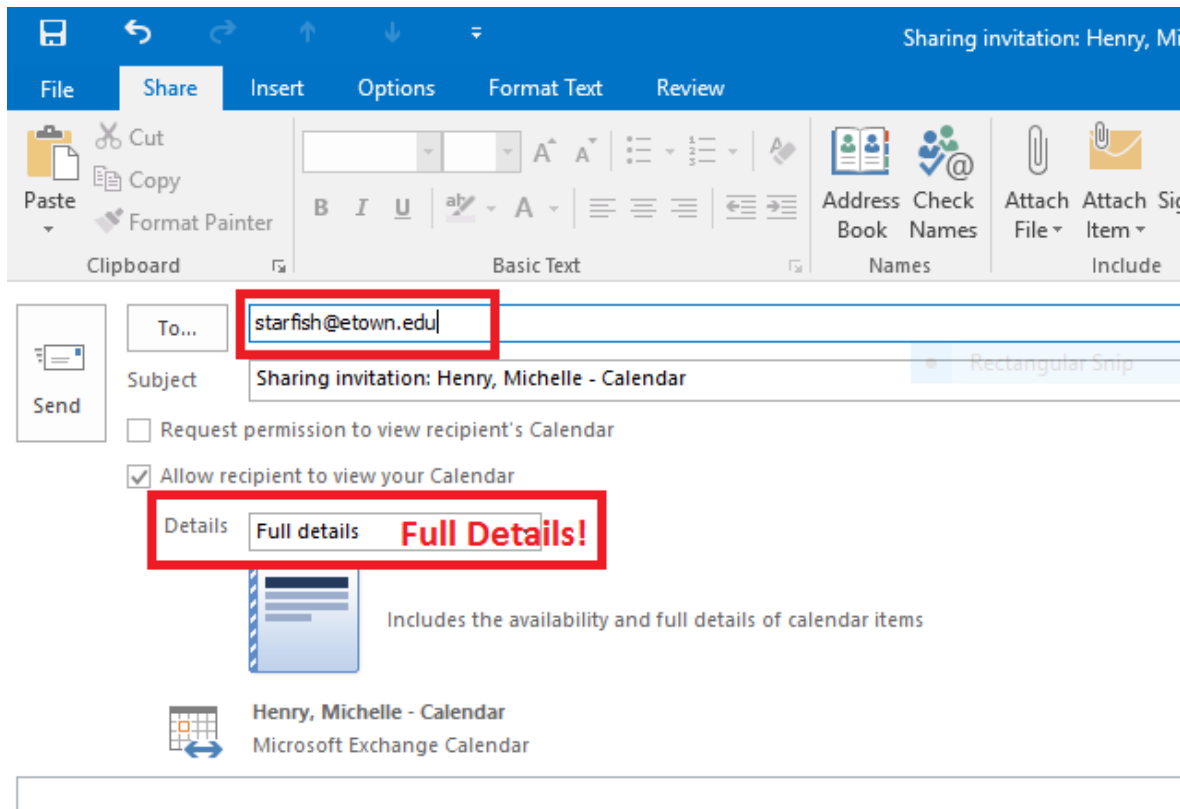 Sharing invitation: Henry, Mi
File Share Insert Options Format Text Review
Cut
Copy
Paste
Format Painter
Clipboard
A A
B I U ab A
Basic Text
Address Book
Check Names
Names
Attach File
Attach Item
Sig
Include
To... starfish@etown.edu
Rectangular Snip
Subject Sharing invitation: Henry, Michelle - Calendar
Send
Request permission to view recipient's Calendar
Allow recipient to view your Calendar
Details Full details Full Details!
Includes the availability and full details of calendar items
Henry, Michelle - Calendar
Microsoft Exchange Calendar